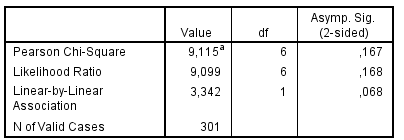 Value df Asymp. Sig. (2-sided)
Pearson Chi-Square 9,115a 6 ,167
Likelihood Ratio 9,099 6 ,168
Linear-by-Linear Association 3,342 1 ,068
N of Valid Cases 301